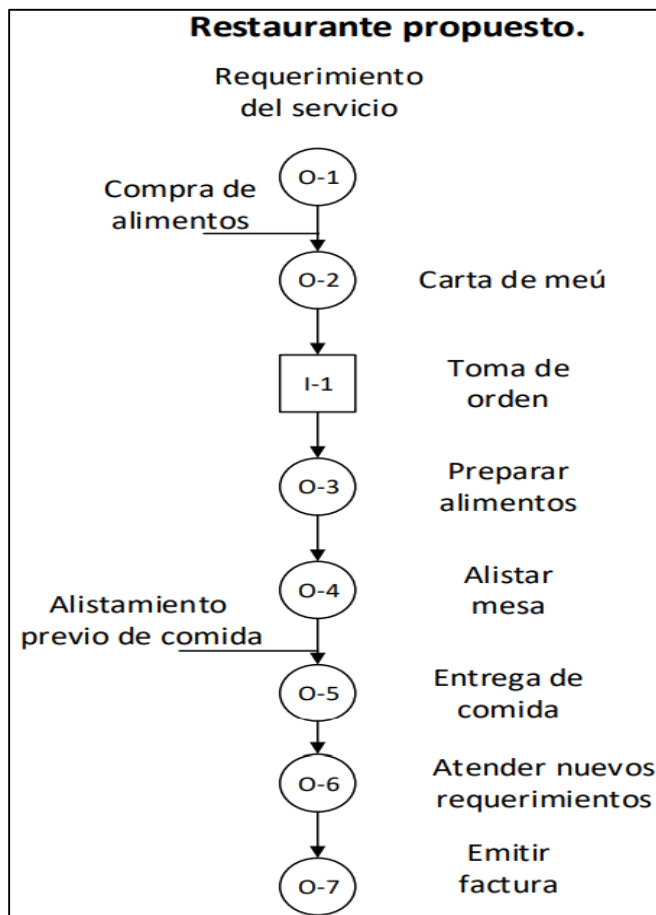 Restaurante propuesto.
Requerimiento
del servicio
O-1
Compra de
alimentos
O-2
Carta de meú
I-1
Toma de
orden
O-3
Preparar
alimentos
O-4
Alistar
mesa
Alistamiento
previo de comida
O-5
Entrega de
comida
O-6
Atender nuevos
requerimientos
O-7
Emitir
factura